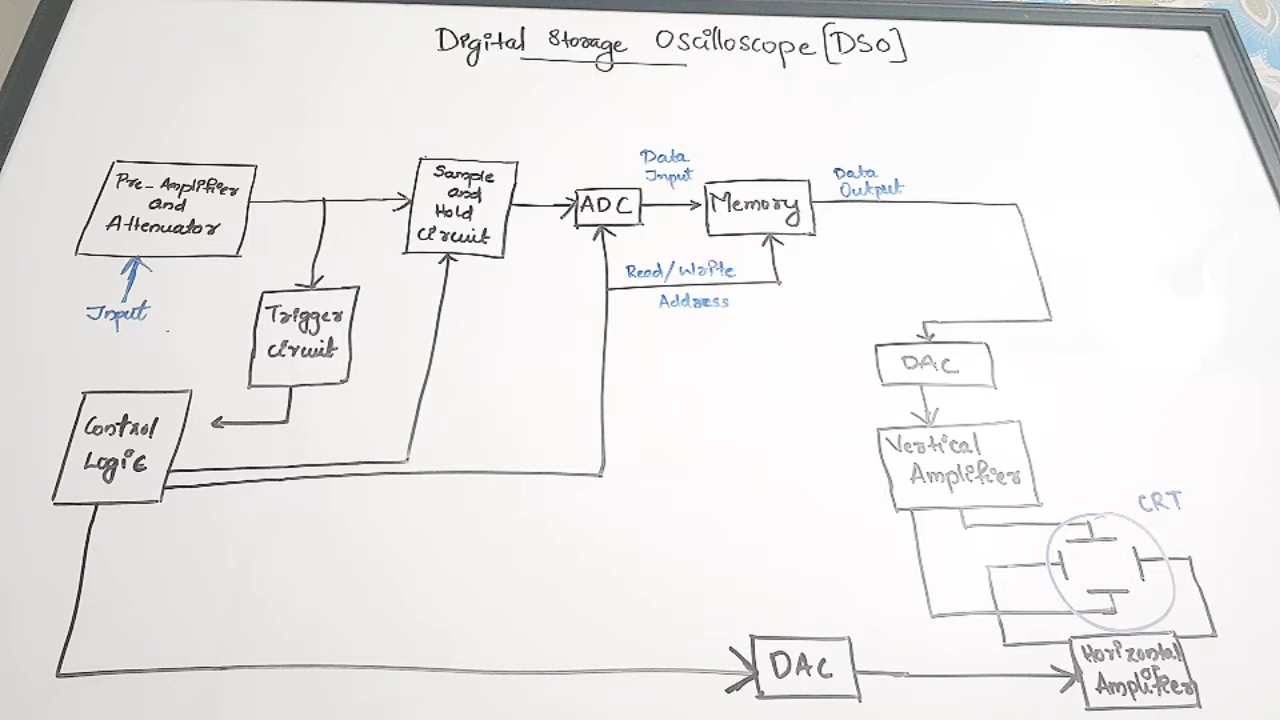 Digital Storage Oscilloscope [DSO]
Pre-Amplifier
and
Attenuator
Input
Sample
and
Hold
Circuit
ADC
Data
Input
Memory
Data
Output
Read/Write
Address
Trigger
Circuit
Control
Logic
DAC
Vertical
Amplifier
CRT
DAC
Horizontal
Amplifier